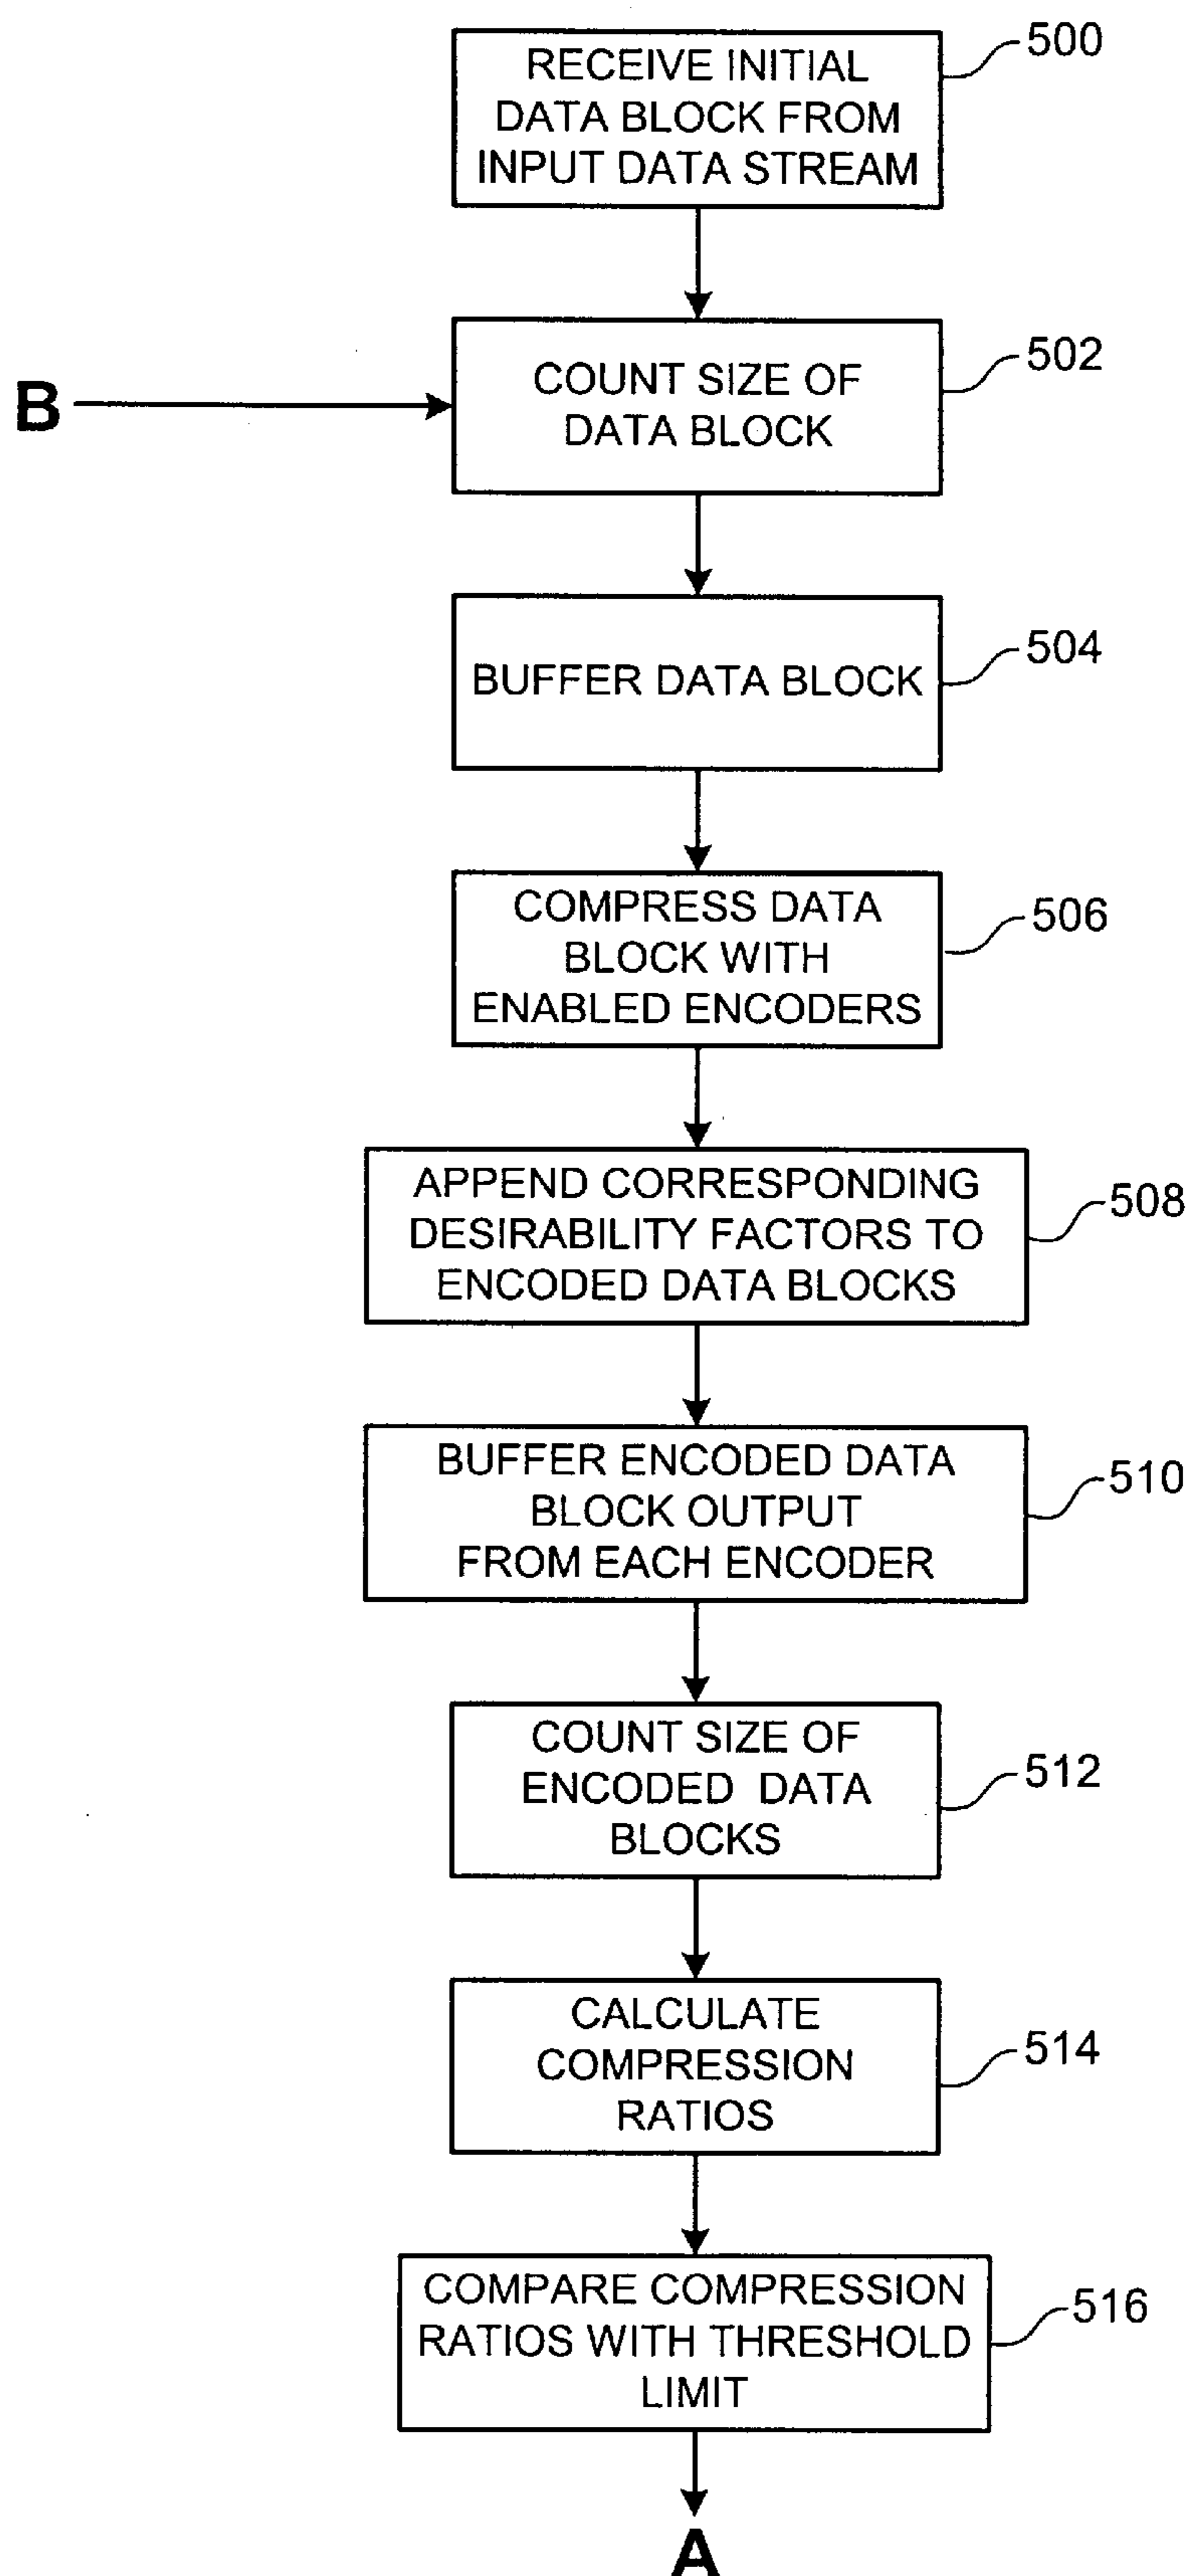 RECEIVE INITIAL
DATA BLOCK FROM
INPUT DATA STREAM
500
COUNT SIZE OF
DATA BLOCK
502
B
BUFFER DATA BLOCK
504
COMPRESS DATA
BLOCK WITH
ENABLED ENCODERS
506
APPEND CORRESPONDING
DESIRABILITY FACTORS TO
ENCODED DATA BLOCKS
508
BUFFER ENCODED DATA
BLOCK OUTPUT
FROM EACH ENCODER
510
COUNT SIZE OF
ENCODED DATA
BLOCKS
512
CALCULATE
COMPRESSION
RATIOS
514
COMPARE COMPRESSION
RATIOS WITH THRESHOLD
LIMIT
516
A